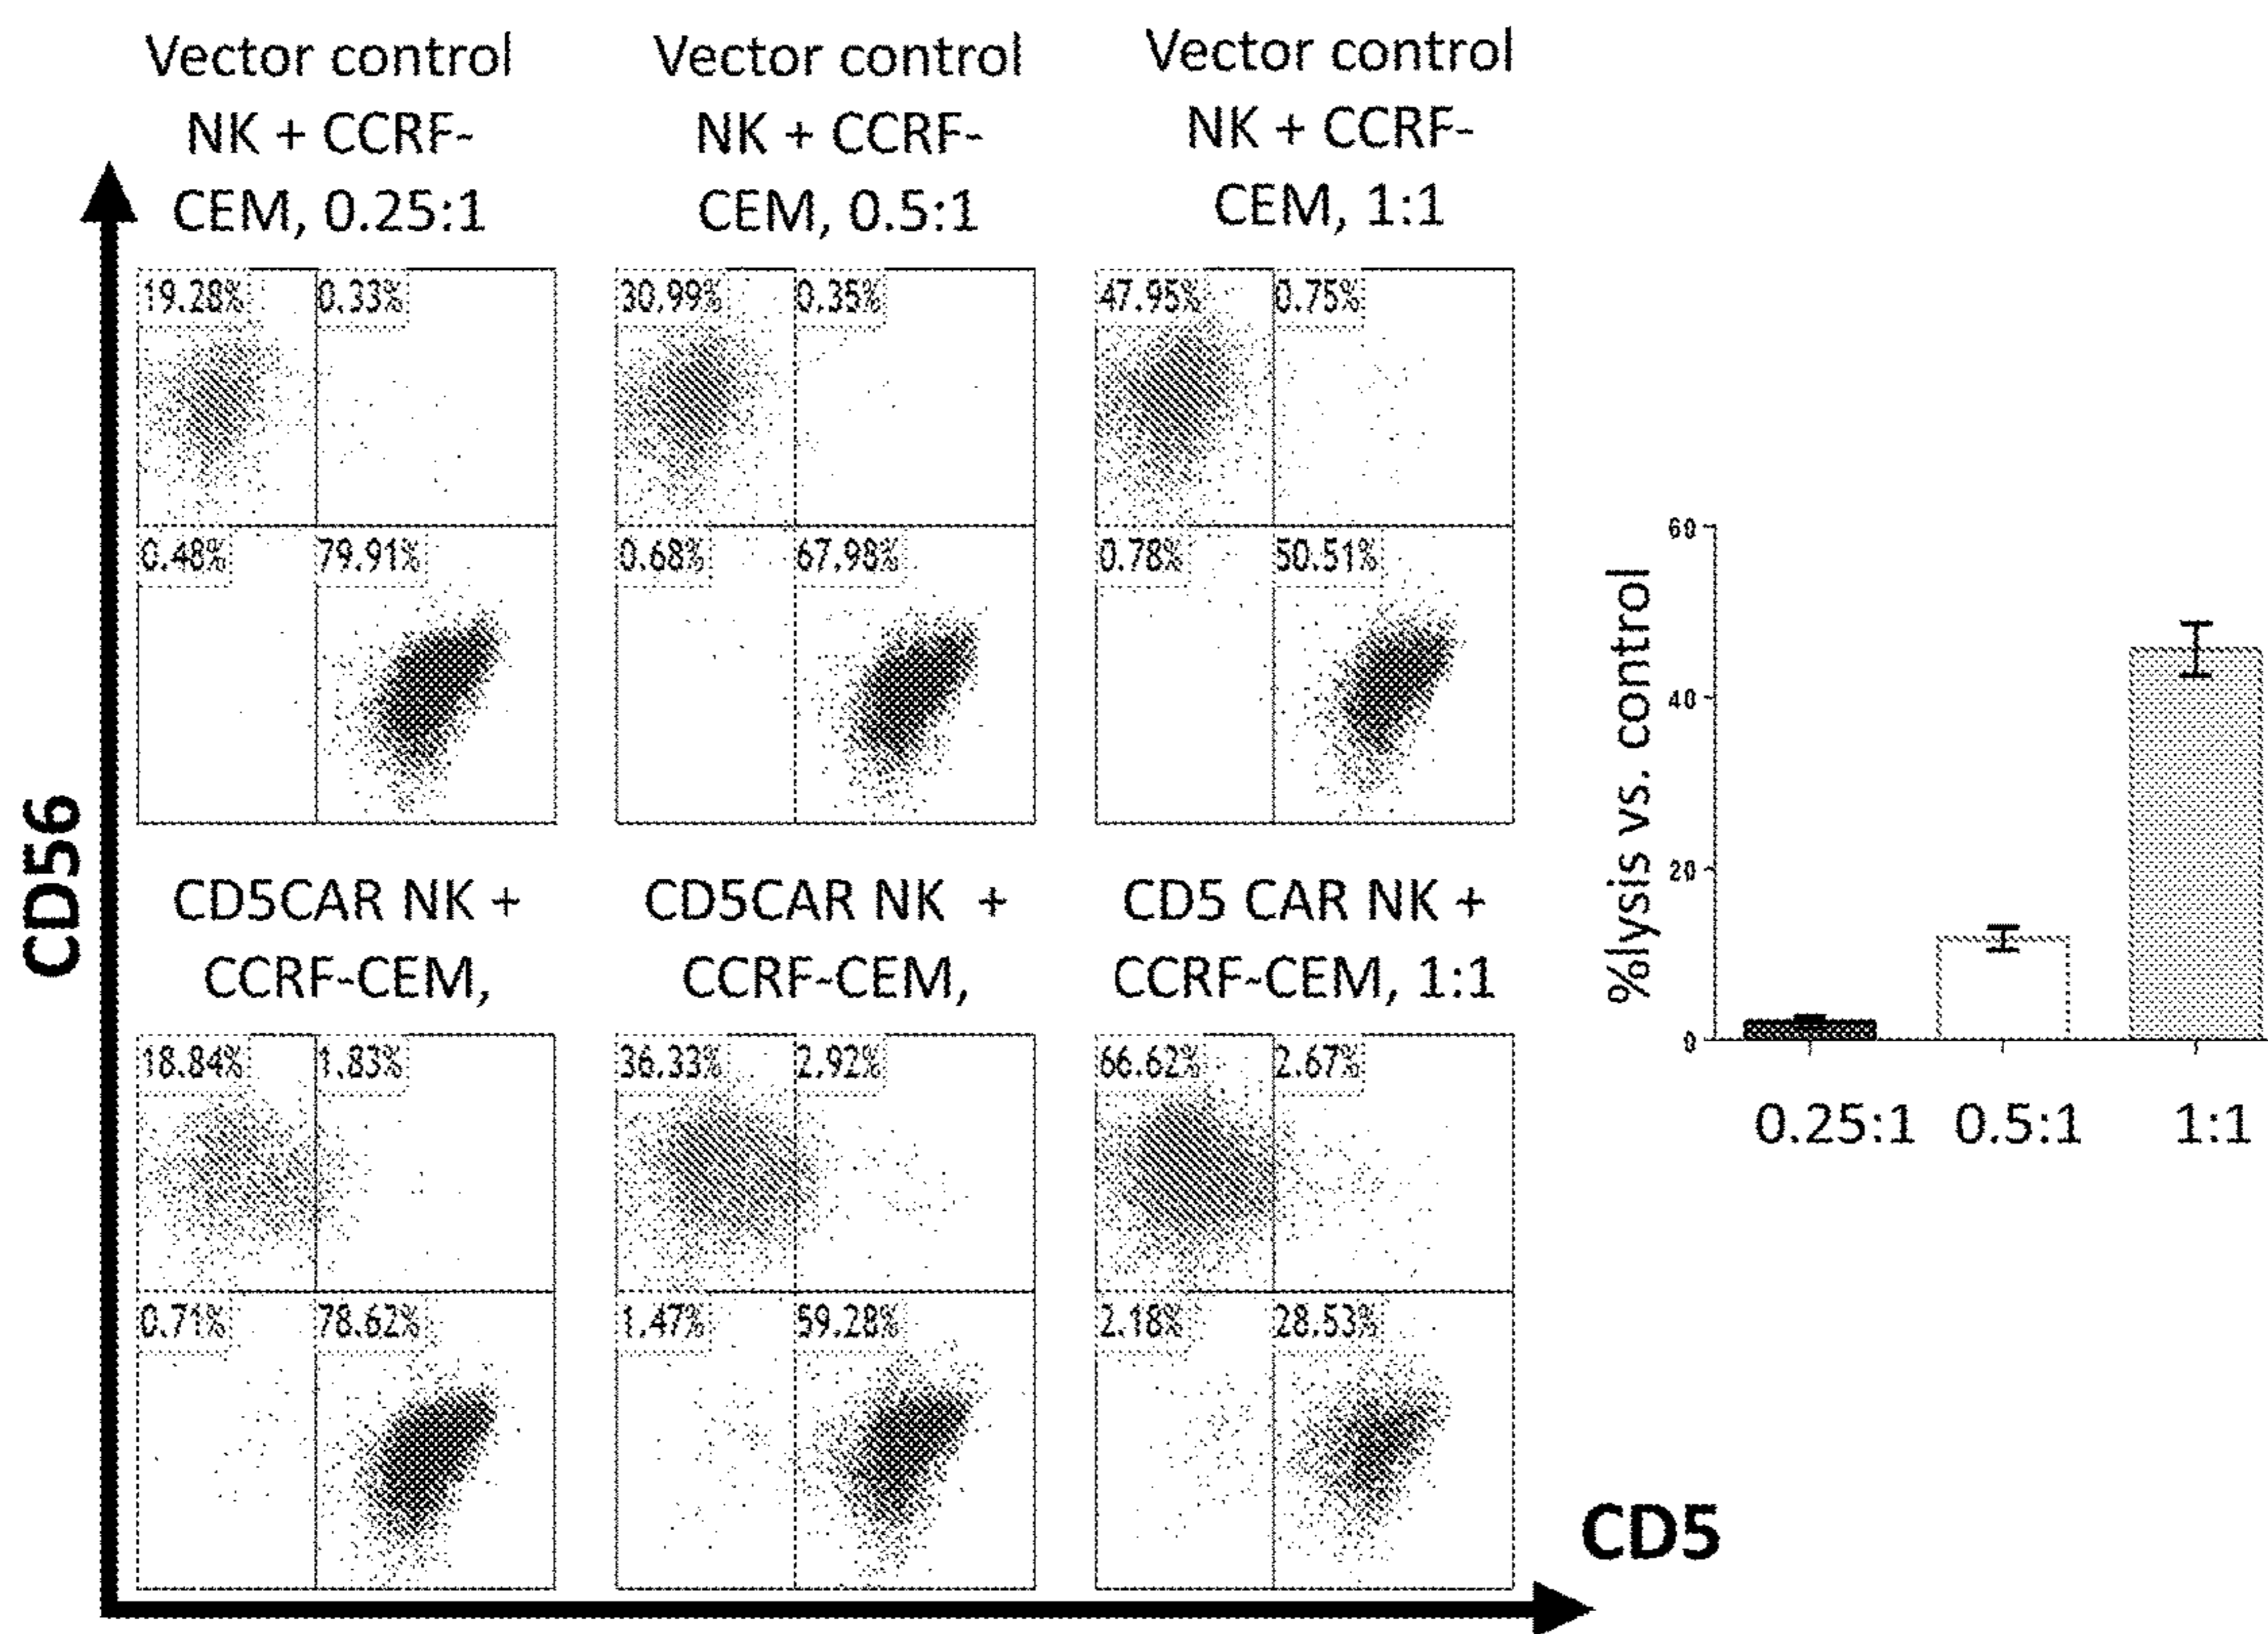 Vector control
NK + CCRF-
CEM, 0.25:1
Vector control
NK + CCRF-
CEM, 0.5:1
Vector control
NK + CCRF-
CEM, 1:1
19.28%
0.33%
0.48%
79.91%
30.99%
0.35%
0.68%
67.98%
47.95%
0.75%
0.78%
50.51%
CD56
CD5CAR NK +
CCRF-CEM,
CD5CAR NK +
CCRF-CEM,
CD5 CAR NK +
CCRF-CEM, 1:1
18.84%
1.83%
0.71%
78.62%
36.33%
2.92%
1.47%
59.28%
66.62%
2.67%
2.18%
28.53%
CD5
%lysis vs. control
60
40
20
0
0.25:1
0.5:1
1:1